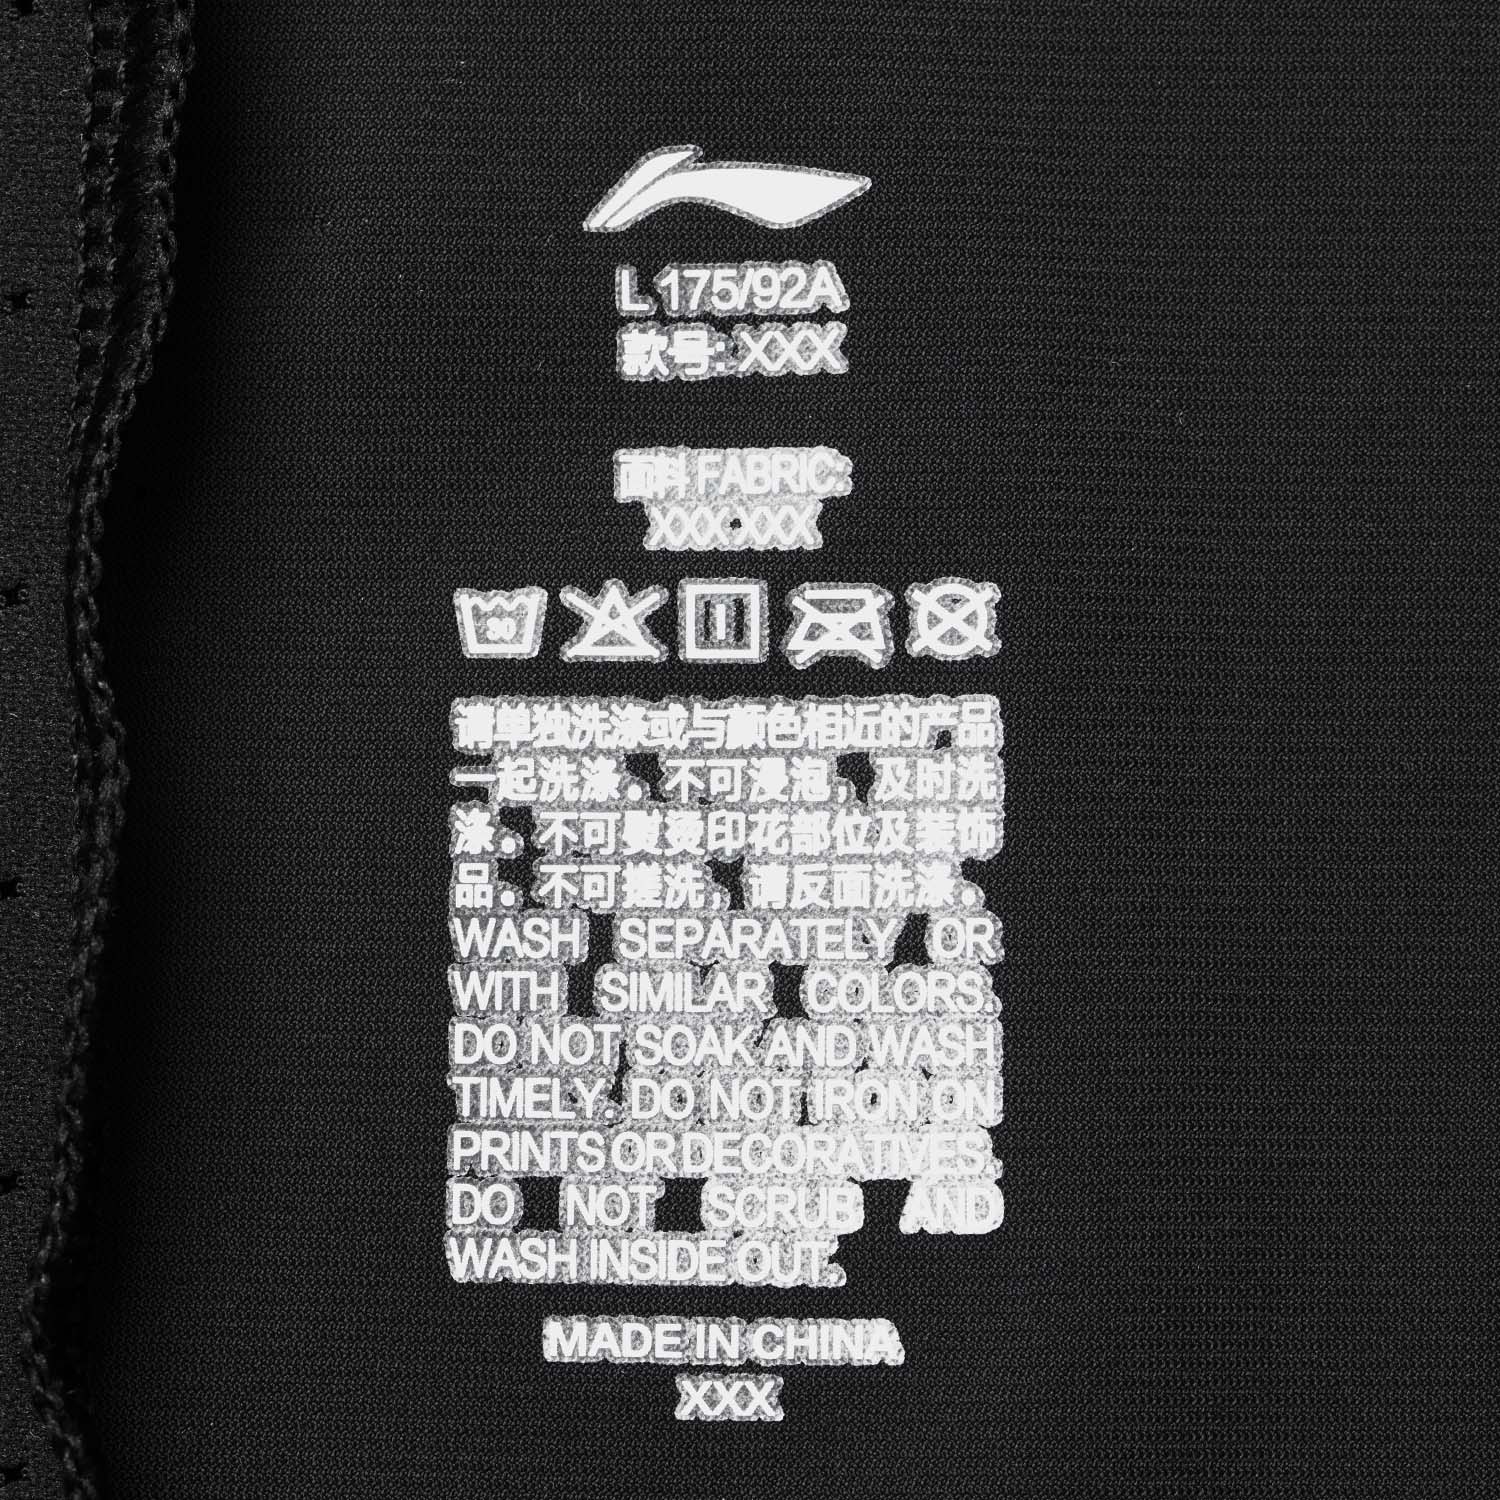 L 175/92A
款号: XXX
面料 FABRIC:
XXX·XXX
30
请单独洗涤或与颜色相近的产品
一起洗涤。不可浸泡，及时洗
涤。不可熨烫印花部位及装饰
品。不可搓洗，请反面洗涤。
WASH SEPARATELY OR
WITH SIMILAR COLORS.
DO NOT SOAK AND WASH
TIMELY. DO NOT IRON ON
PRINTS OR DECORATIVES.
DO NOT SCRUB AND
WASH INSIDE OUT.
MADE IN CHINA
XXX